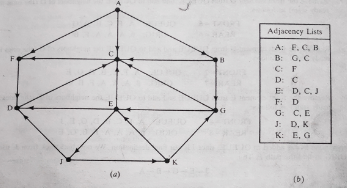 A
F
C
B
D
E
G
J
K
(a)
Adjacency Lists
A: F, C, B
B: G, C
C: F
D: C
E: D, C, J
F: D
G: C, E
J: D, K
K: E, G
(b)